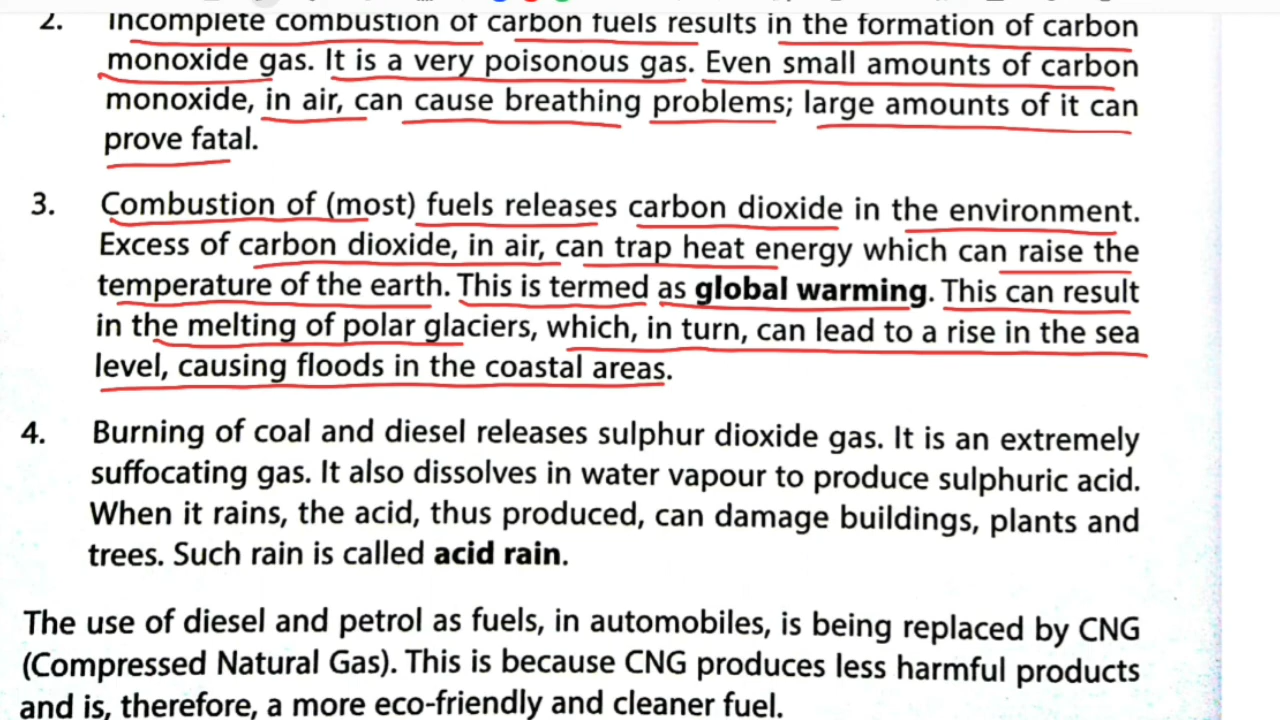 2. Incomplete combustion of carbon fuels results in the formation of carbon
monoxide gas. It is a very poisonous gas. Even small amounts of carbon
monoxide, in air, can cause breathing problems; large amounts of it can
prove fatal.
3. Combustion of (most) fuels releases carbon dioxide in the environment.
Excess of carbon dioxide, in air, can trap heat energy which can raise the
temperature of the earth. This is termed as global warming. This can result
in the melting of polar glaciers, which, in turn, can lead to a rise in the sea
level, causing floods in the coastal areas.
4. Burning of coal and diesel releases sulphur dioxide gas. It is an extremely
suffocating gas. It also dissolves in water vapour to produce sulphuric acid.
When it rains, the acid, thus produced, can damage buildings, plants and
trees. Such rain is called acid rain.
The use of diesel and petrol as fuels, in automobiles, is being replaced by CNG
(Compressed Natural Gas). This is because CNG produces less harmful products
and is, therefore, a more eco-friendly and cleaner fuel.